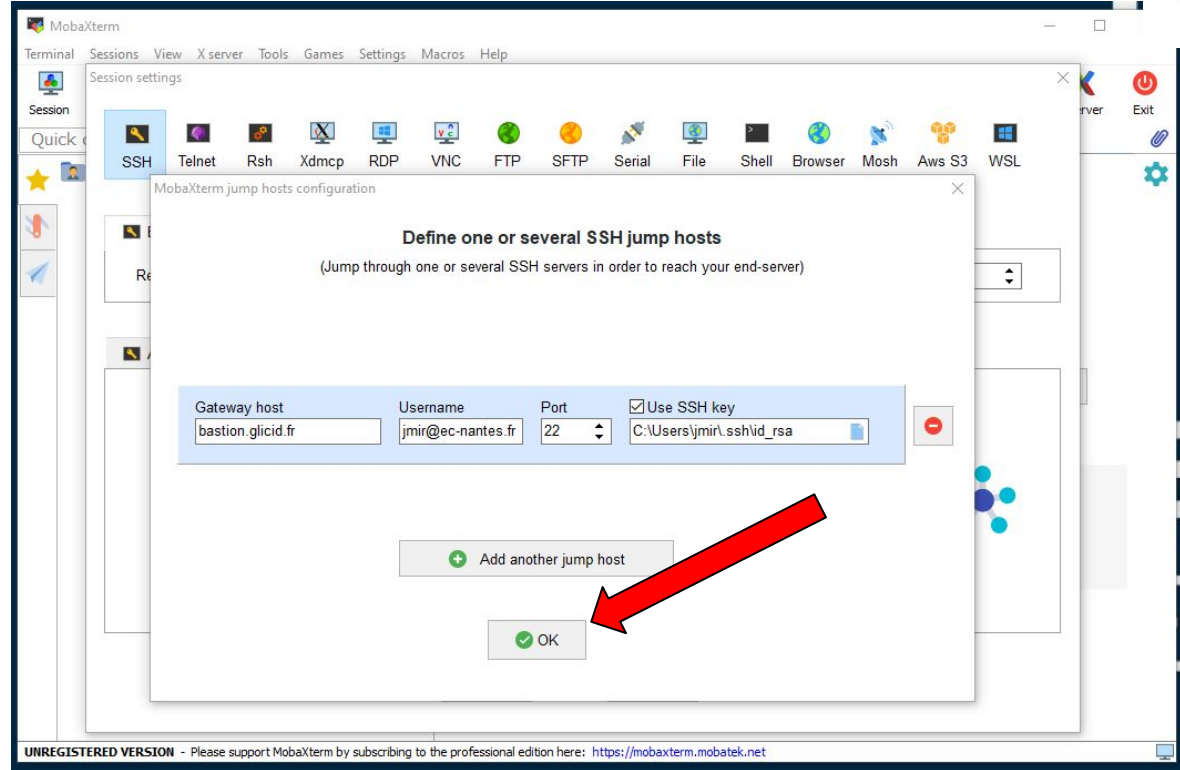 MobaXterm
Terminal Sessions View X server Tools Games Settings Macros Help
Session settings
Session
Exit
Quick
SSH Telnet Rsh Xdmcp RDP VNC FTP SFTP Serial File Shell Browser Mosh Aws S3 WSL
MobaXterm jump hosts configuration
Define one or several SSH jump hosts
(Jump through one or several SSH servers in order to reach your end-server)
Gateway host Username Port Use SSH key
bastion.glicid.fr jmir@ec-nantes.fr 22 C:\Users\jmir\.ssh\id_rsa
Add another jump host
OK
UNREGISTERED VERSION - Please support MobaXterm by subscribing to the professional edition here: https://mobaxterm.mobatek.net